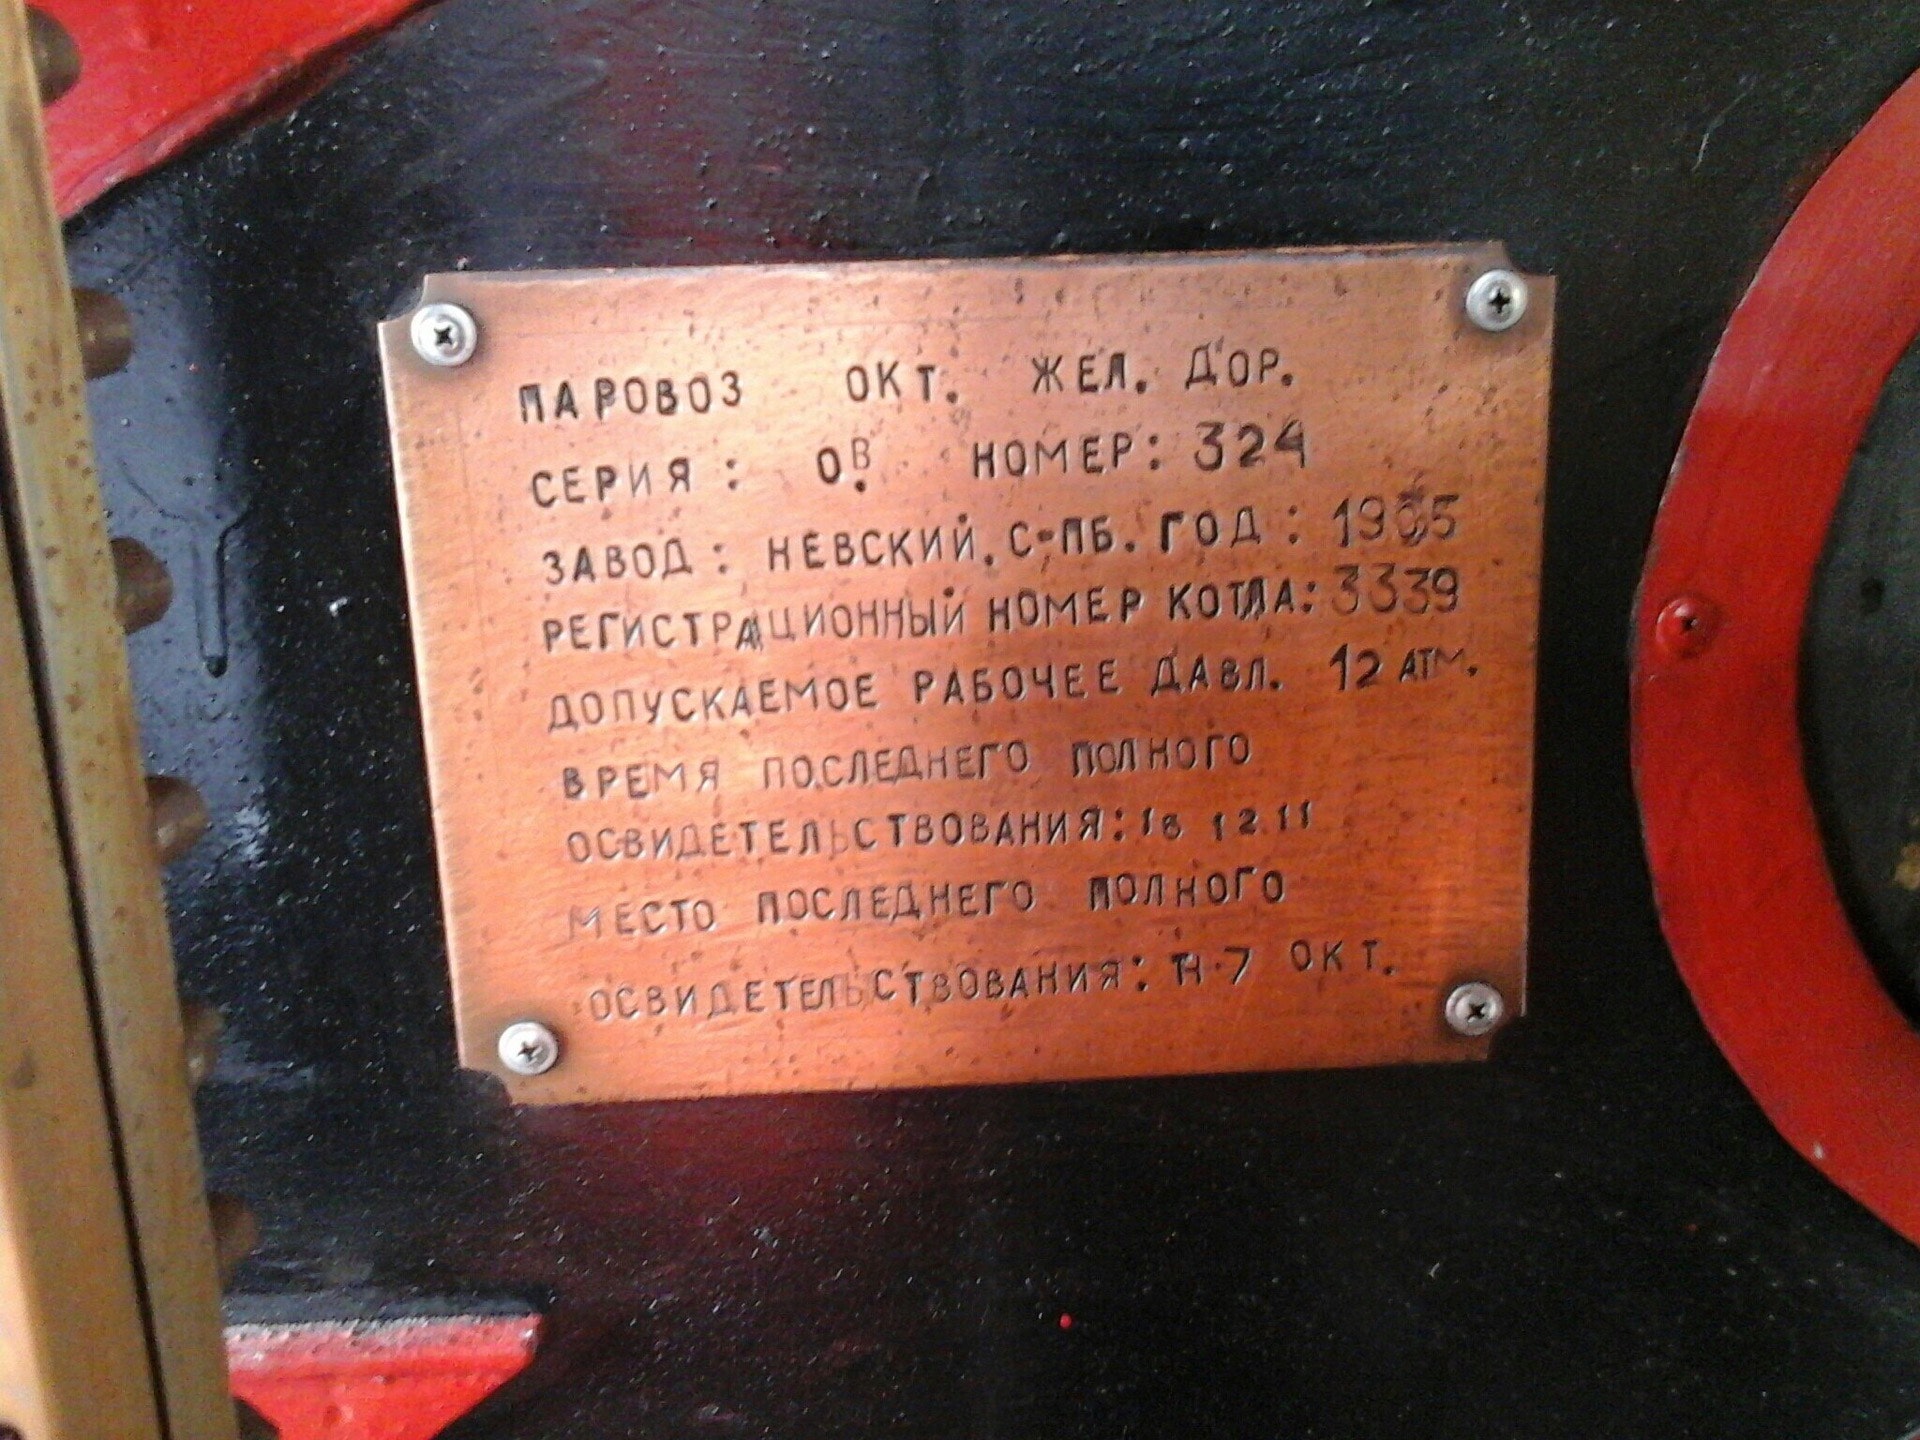 ПАРОВОЗ ОКТ. ЖЕЛ. ДОР.
СЕРИЯ: ОВ. НОМЕР: 324
ЗАВОД: НЕВСКИЙ. С-ПБ. ГОД: 1905
РЕГИСТРАЦИОННЫЙ НОМЕР КОТЛА: 3339
ДОПУСКАЕМОЕ РАБОЧЕЕ ДАВЛ. 12 АТМ.
ВРЕМЯ ПОСЛЕДНЕГО ПОЛНОГО
ОСВИДЕТЕЛЬСТВОВАНИЯ: 16 12 11
МЕСТО ПОСЛЕДНЕГО ПОЛНОГО
ОСВИДЕТЕЛЬСТВОВАНИЯ: ТЧ-7 ОКТ.